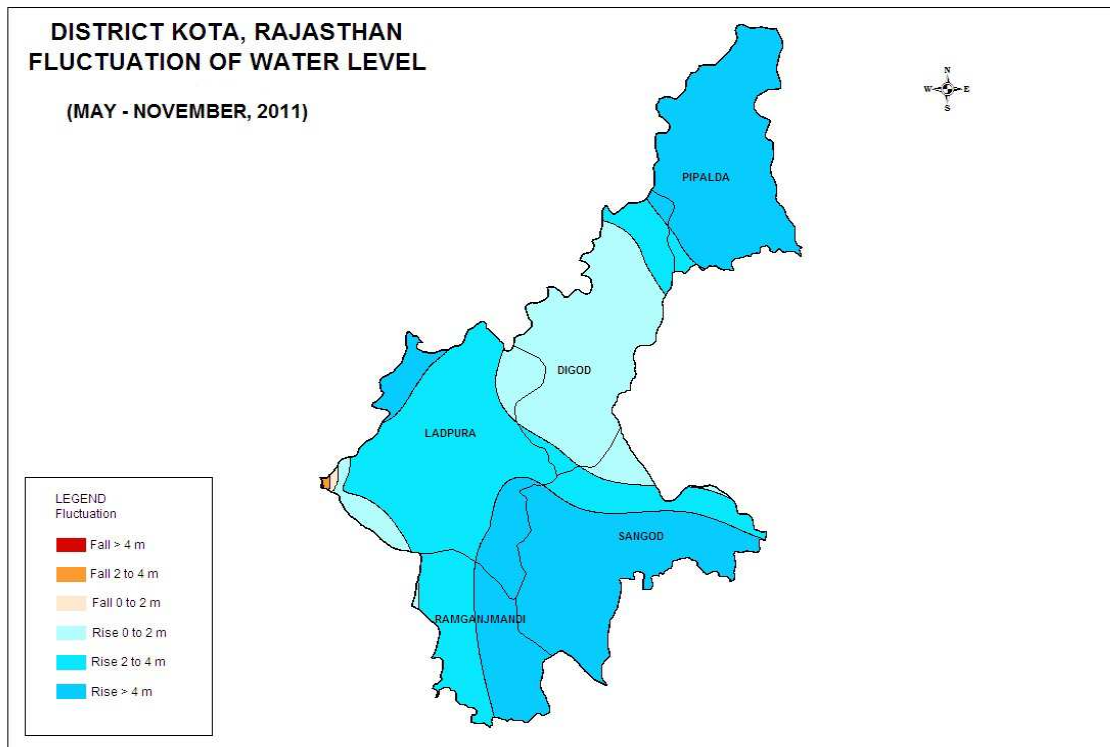 DISTRICT KOTA, RAJASTHAN
FLUCTUATION OF WATER LEVEL
(MAY - NOVEMBER, 2011)
N
W E
S
PIPALDA
DIGOD
LADPURA
SANGOD
RAMGANJMANDI
LEGEND
Fluctuation
Fall > 4 m
Fall 2 to 4 m
Fall 0 to 2 m
Rise 0 to 2 m
Rise 2 to 4 m
Rise > 4 m